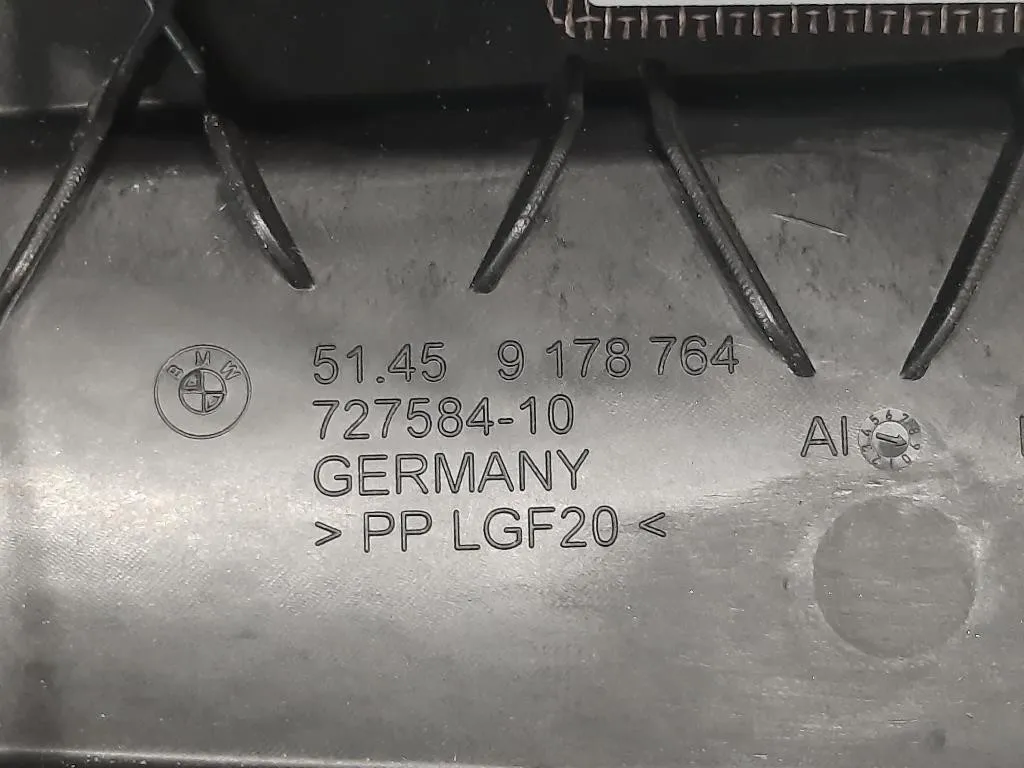 BMW
51.45 9 178 764
727584-10
GERMANY
> PP LGF20 <
AI